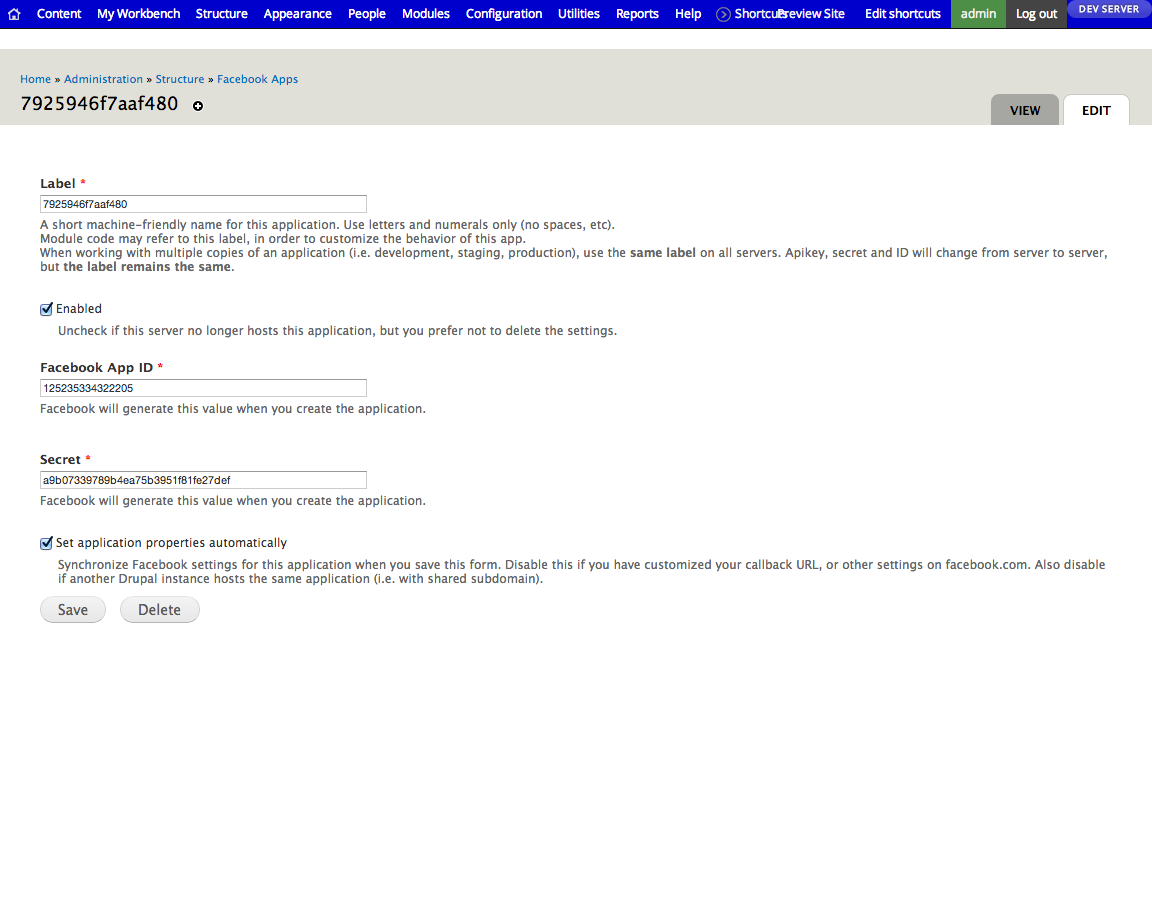 Content My Workbench Structure Appearance People Modules Configuration Utilities Reports Help Shortcuts Preview Site Edit shortcuts admin Log out DEV SERVER
Home » Administration » Structure » Facebook Apps
7925946f7aaf480
VIEW EDIT
Label *
7925946f7aaf480
A short machine-friendly name for this application. Use letters and numerals only (no spaces, etc).
Module code may refer to this label, in order to customize the behavior of this app.
When working with multiple copies of an application (i.e. development, staging, production), use the same label on all servers. Apikey, secret and ID will change from server to server,
but the label remains the same.
Enabled
Uncheck if this server no longer hosts this application, but you prefer not to delete the settings.
Facebook App ID *
125235334322205
Facebook will generate this value when you create the application.
Secret *
a9b07339789b4ea75b3951f81fe27def
Facebook will generate this value when you create the application.
Set application properties automatically
Synchronize Facebook settings for this application when you save this form. Disable this if you have customized your callback URL, or other settings on facebook.com. Also disable
if another Drupal instance hosts the same application (i.e. with shared subdomain).
Save Delete